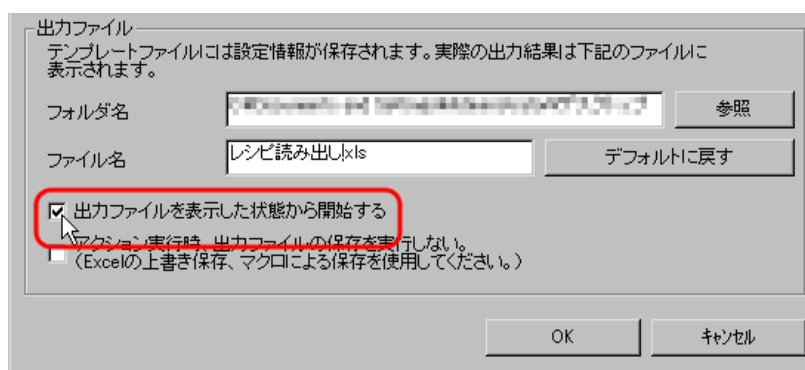 出力ファイル
テンプレートファイルには設定情報が保存されます。実際の出力結果は下記のファイルに
表示されます。
フォルダ名
参照
ファイル名
レシピ読み出し.xls
デフォルトに戻す
出力ファイルを表示した状態から開始する
アクション実行時、出力ファイルの保存を実行しない。
(Excelの上書き保存、マクロによる保存を使用してください。)
OK
キャンセル